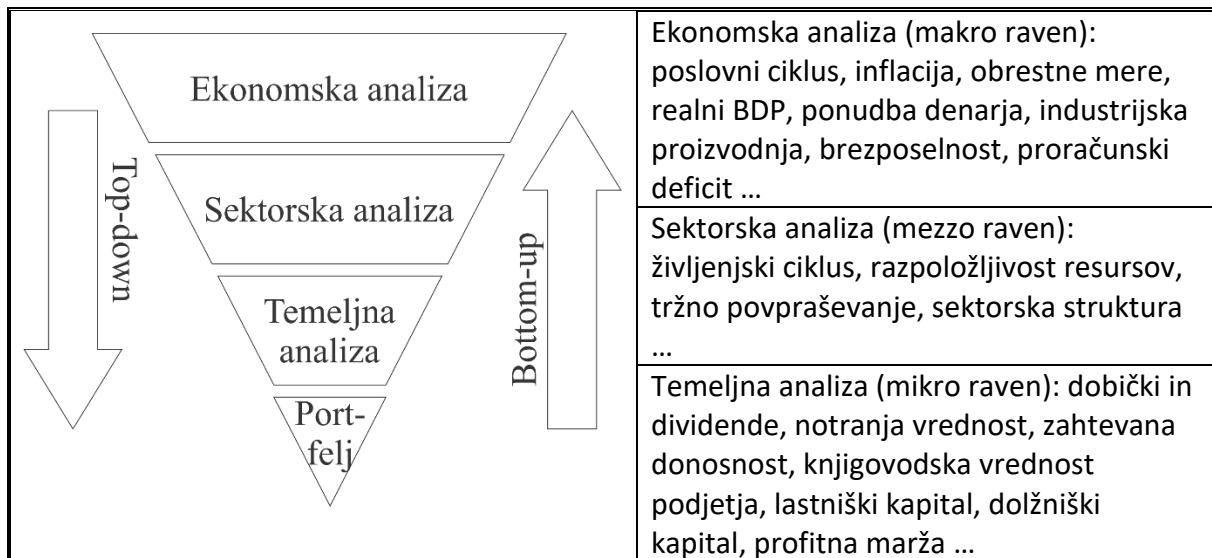 Ekonomska analiza
Sektorska analiza
Temeljna
analiza
Port-
felj
Top-down
Bottom-up
Ekonomska analiza (makro raven):
poslovni ciklus, inflacija, obrestne mere,
realni BDP, ponudba denarja, industrijska
proizvodnja, brezposelnost, proračunski
deficit …
Sektorska analiza (mezzo raven):
življenjski ciklus, razpoložljivost resursov,
tržno povpraševanje, sektorska struktura
…
Temeljna analiza (mikro raven): dobički in
dividende, notranja vrednost, zahtevana
donosnost, knjigovodska vrednost
podjetja, lastniški kapital, dolžniški
kapital, profitna marža …